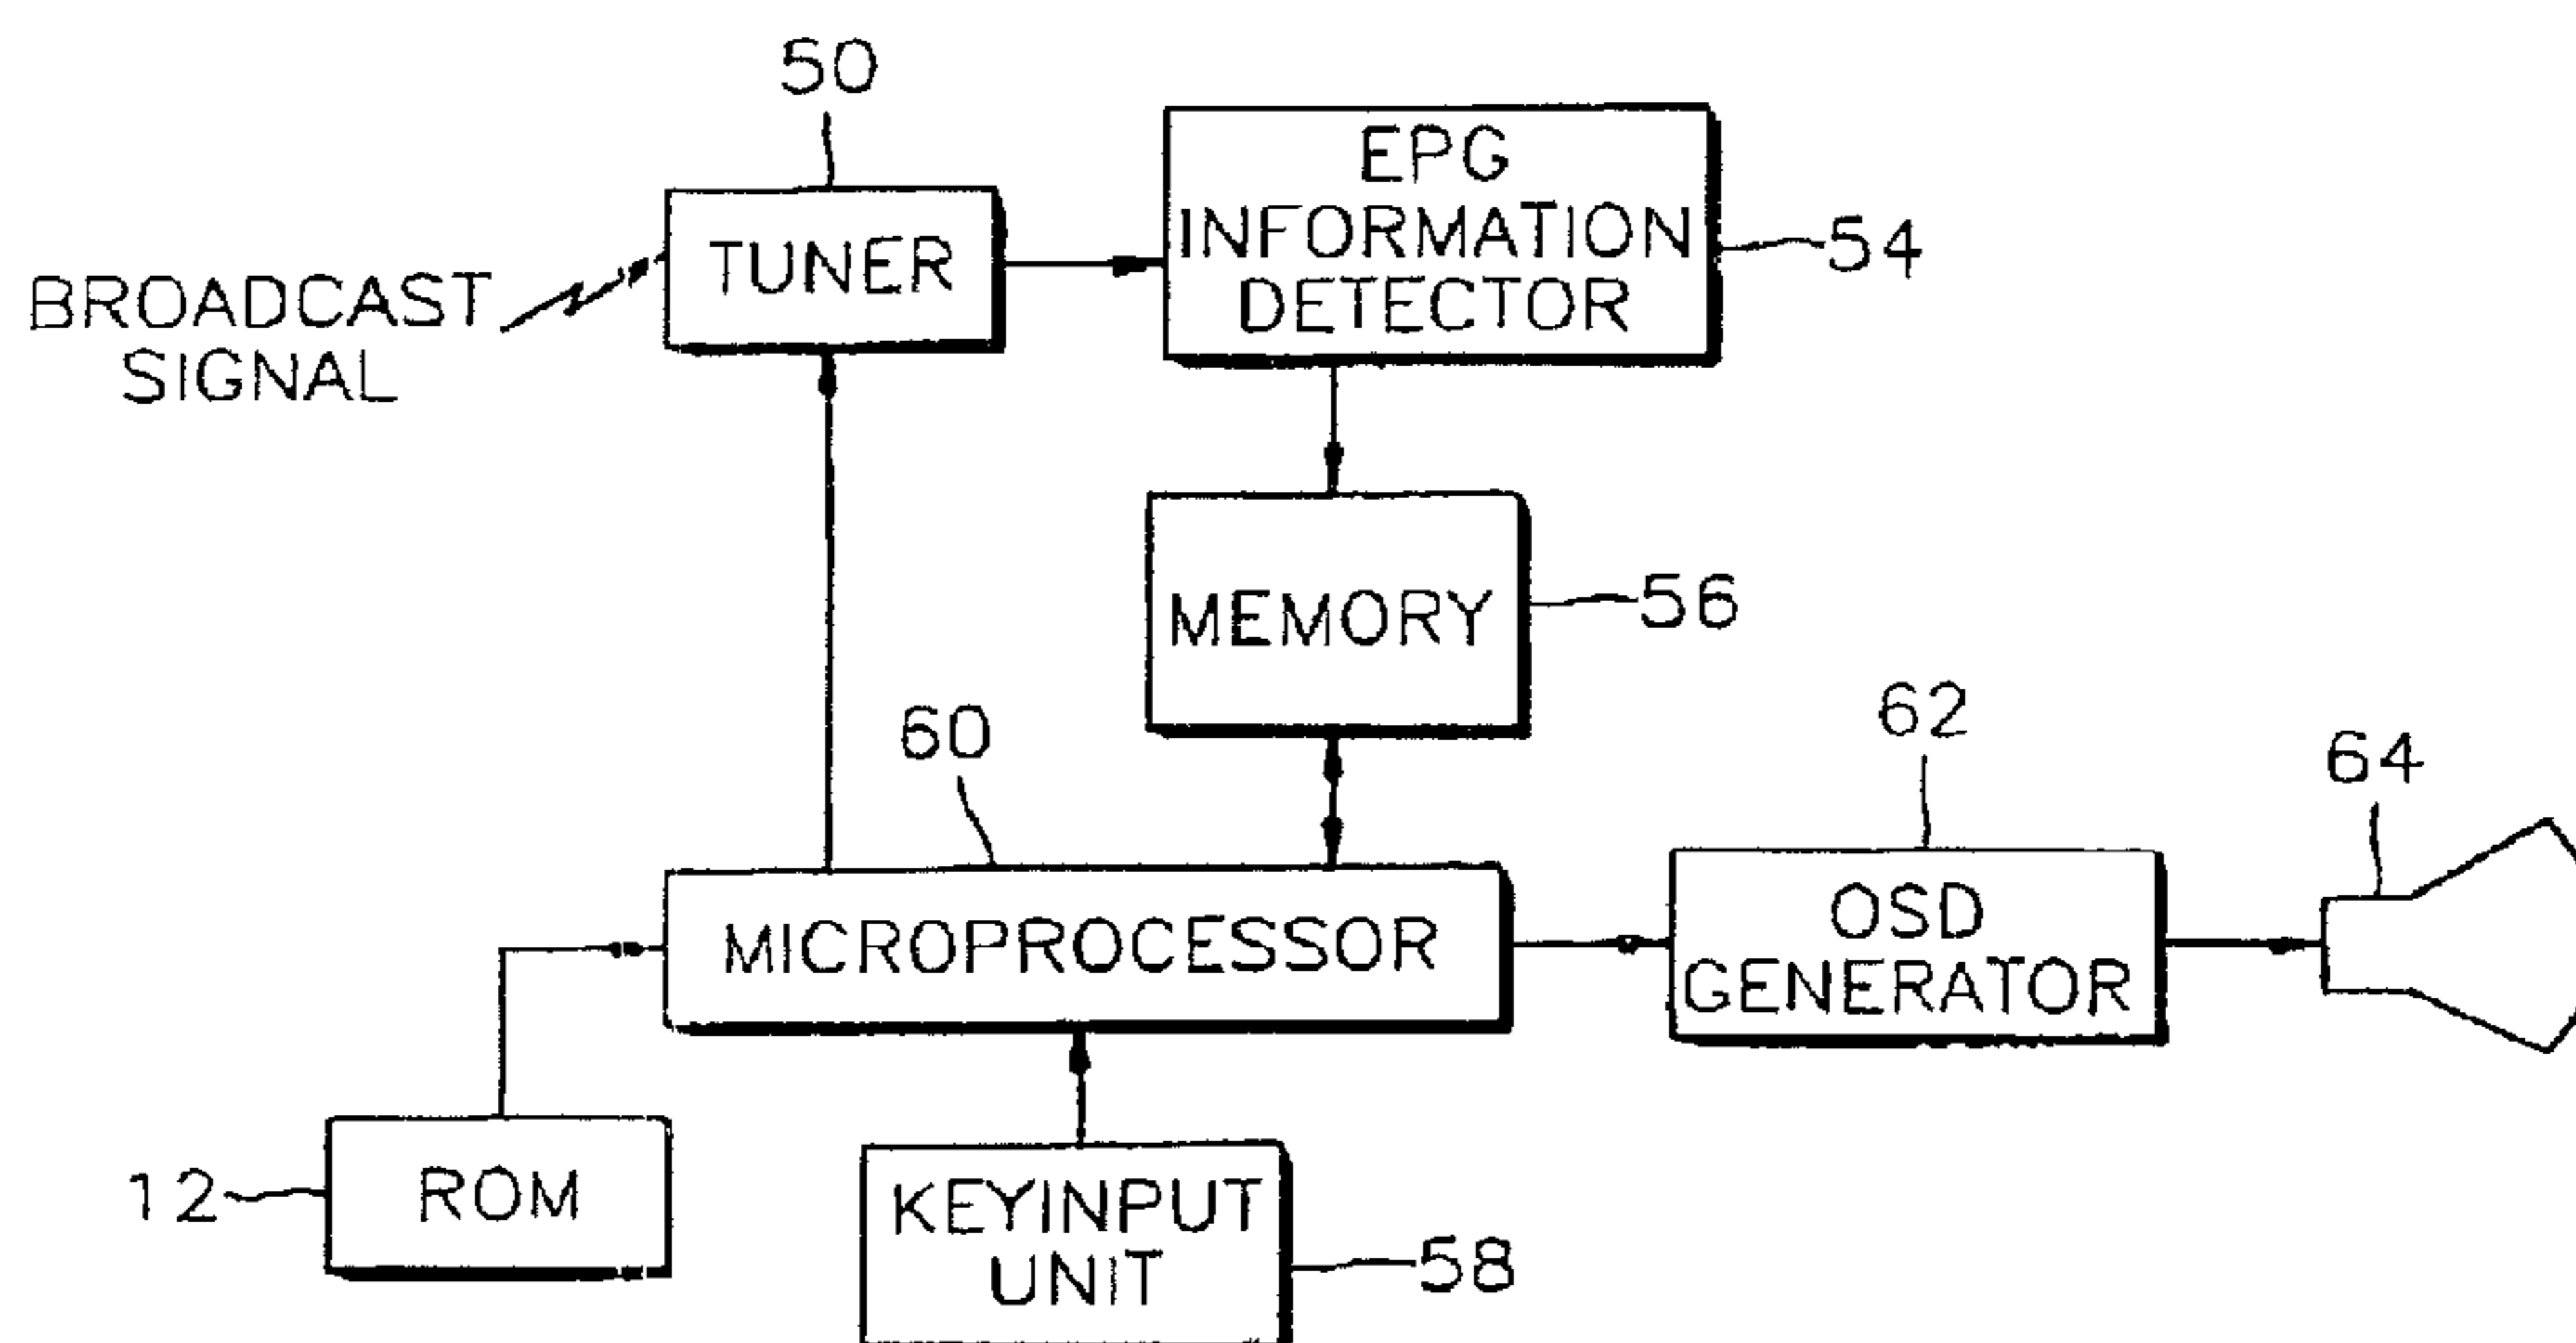 50
EPG
INFORMATION
DETECTOR
54
TUNER
BROADCAST
SIGNAL
MEMORY
56
60
62
64
MICROPROCESSOR
OSD
GENERATOR
12
ROM
KEYINPUT
UNIT
58